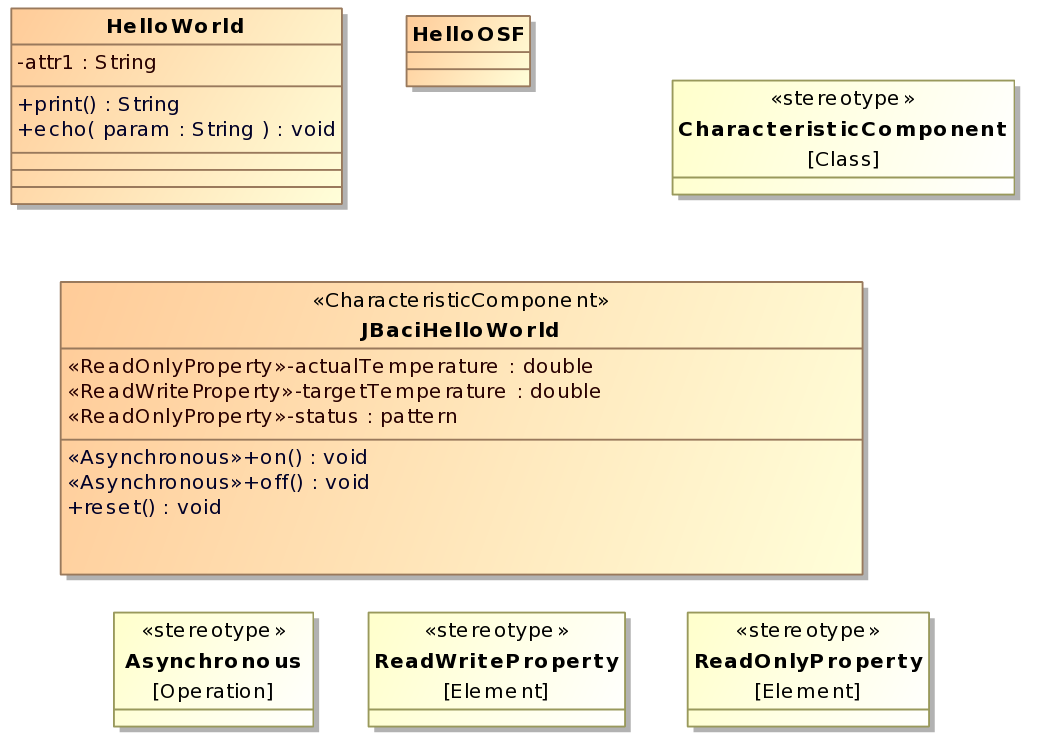 HelloWorld
-attr1 : String
+print() : String
+echo( param : String ) : void
HelloOSF
«stereotype»
CharacteristicComponent
[Class]
«CharacteristicComponent»
JBaciHelloWorld
«ReadOnlyProperty»-actualTemperature : double
«ReadWriteProperty»-targetTemperature : double
«ReadOnlyProperty»-status : pattern
«Asynchronous»+on() : void
«Asynchronous»+off() : void
+reset() : void
«stereotype»
Asynchronous
[Operation]
«stereotype»
ReadWriteProperty
[Element]
«stereotype»
ReadOnlyProperty
[Element]